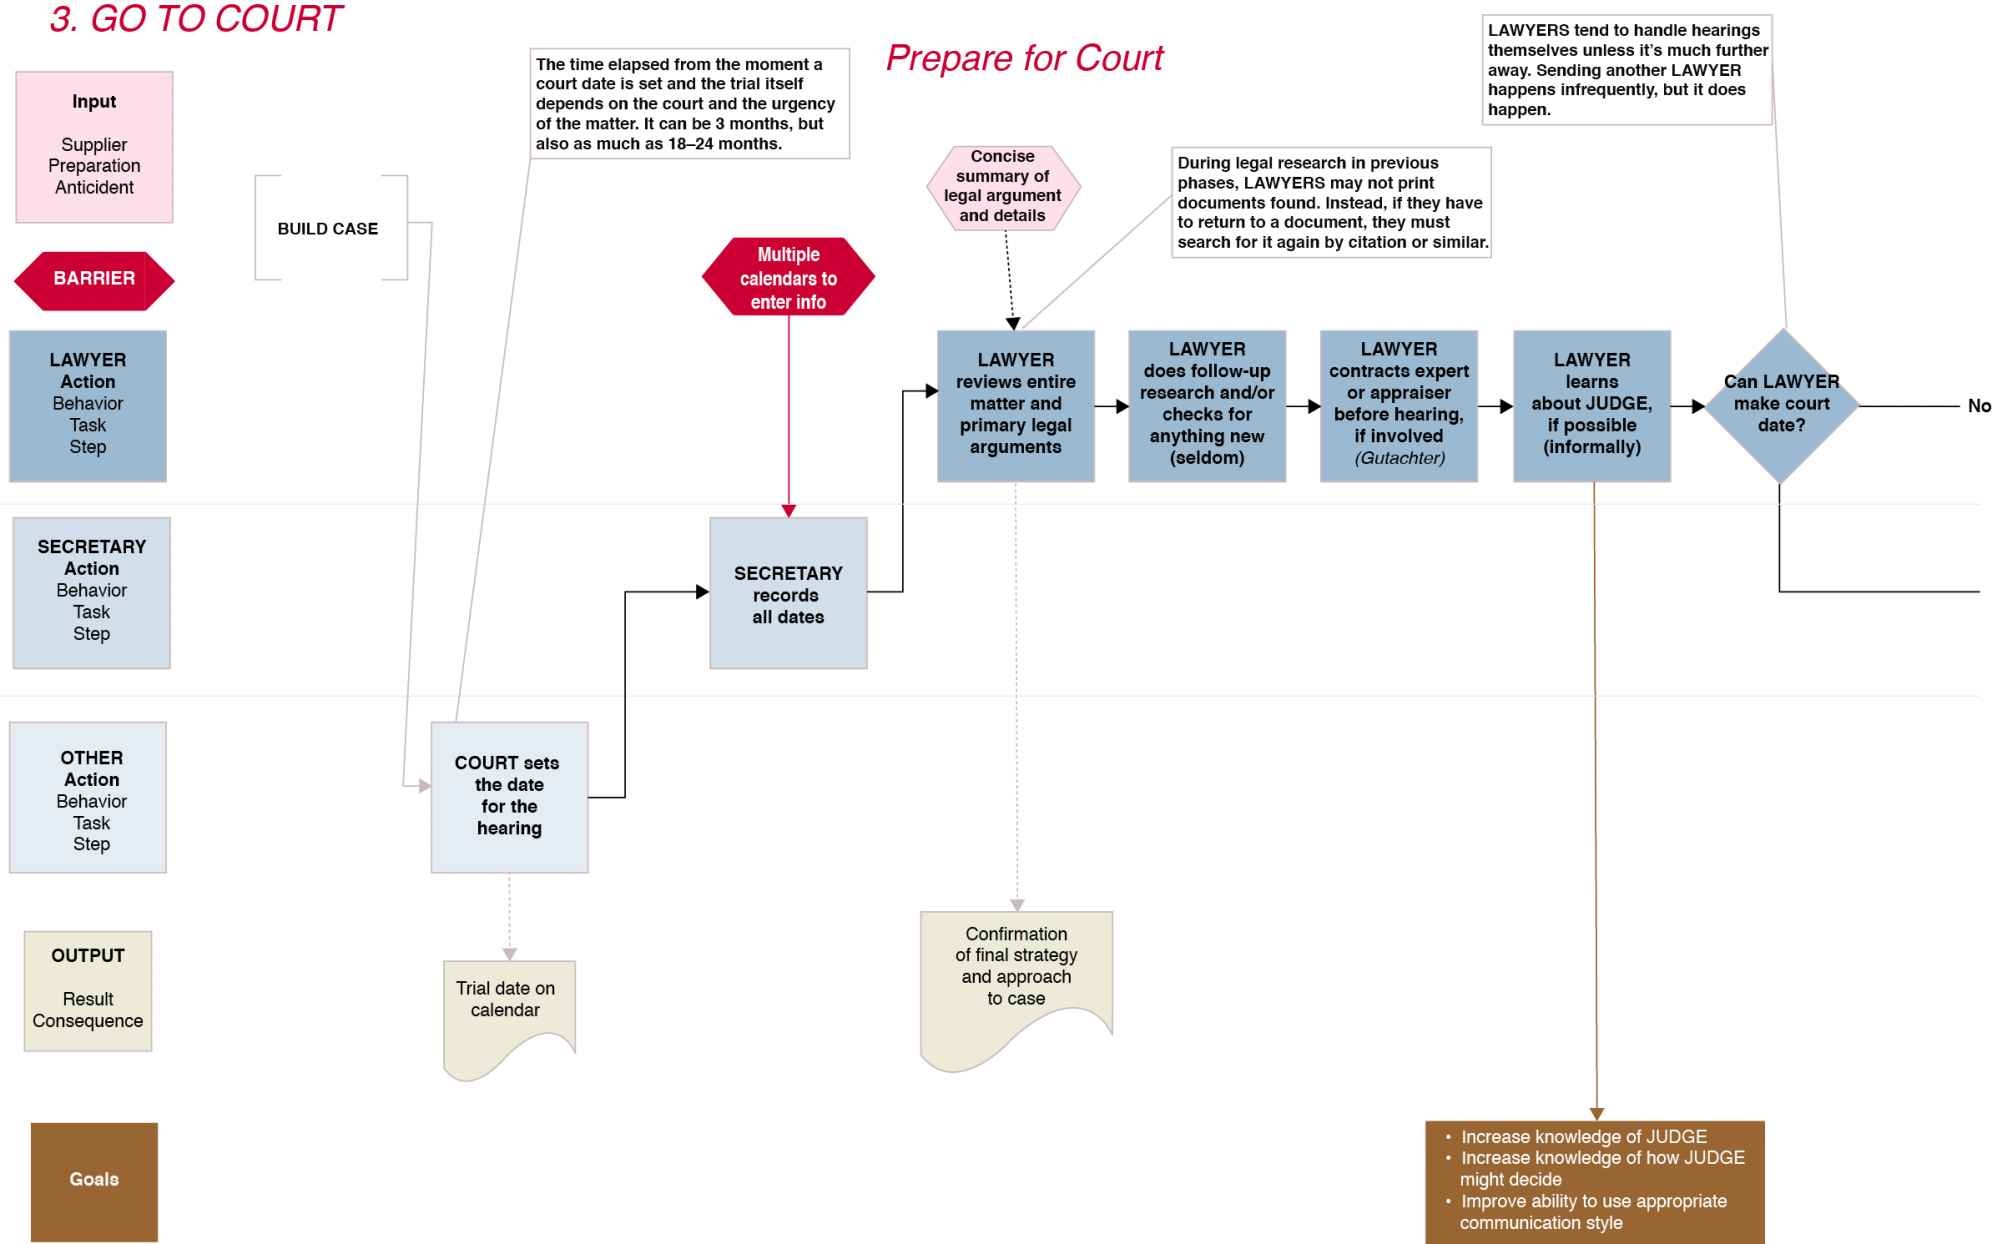 3. GO TO COURT
Prepare for Court
Input
Supplier
Preparation
Anticident
BARRIER
LAWYER
Action
Behavior
Task
Step
SECRETARY
Action
Behavior
Task
Step
OTHER
Action
Behavior
Task
Step
OUTPUT
Result
Consequence
Goals
BUILD CASE
The time elapsed from the moment a
court date is set and the trial itself
depends on the court and the urgency
of the matter. It can be 3 months, but
also as much as 18–24 months.
COURT sets
the date
for the
hearing
Trial date on
calendar
Multiple
calendars to
enter info
SECRETARY
records
all dates
Concise
summary of
legal argument
and details
During legal research in previous
phases, LAWYERS may not print
documents found. Instead, if they have
to return to a document, they must
search for it again by citation or similar.
LAWYER
reviews entire
matter and
primary legal
arguments
Confirmation
of final strategy
and approach
to case
LAWYER
does follow-up
research and/or
checks for
anything new
(seldom)
LAWYER
contracts expert
or appraiser
before hearing,
if involved
(Gutachter)
LAWYER
learns
about JUDGE,
if possible
(informally)
• Increase knowledge of JUDGE
• Increase knowledge of how JUDGE
might decide
• Improve ability to use appropriate
communication style
LAWYERS tend to handle hearings
themselves unless it’s much further
away. Sending another LAWYER
happens infrequently, but it does
happen.
Can LAWYER
make court
date?
No